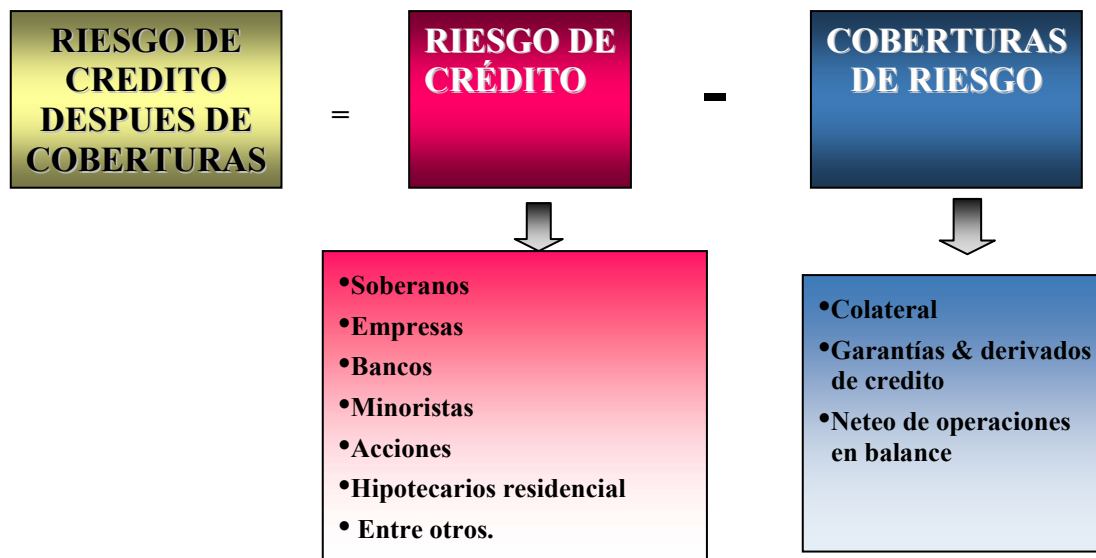 RIESGO DE
CREDITO
DESPUES DE
COBERTURAS
=
RIESGO DE
CRÉDITO
-
COBERTURAS
DE RIESGO
•Soberanos
•Empresas
•Bancos
•Minoristas
•Acciones
•Hipotecarios residencial
• Entre otros.
•Colateral
•Garantías & derivados
de credito
•Neteo de operaciones
en balance